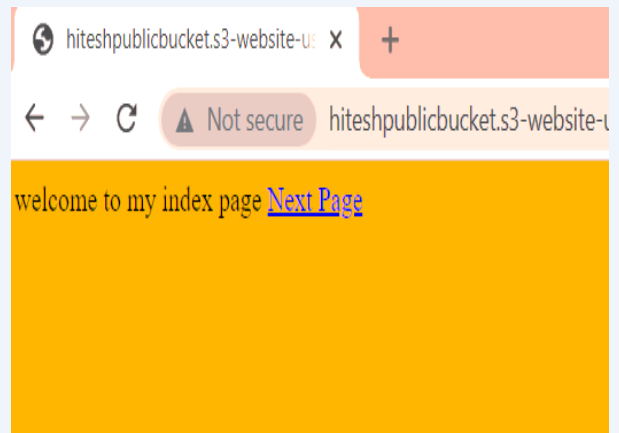 hiteshpublicbucket.s3-website-us
Not secure hiteshpublicbucket.s3-website-u
welcome to my index page Next Page